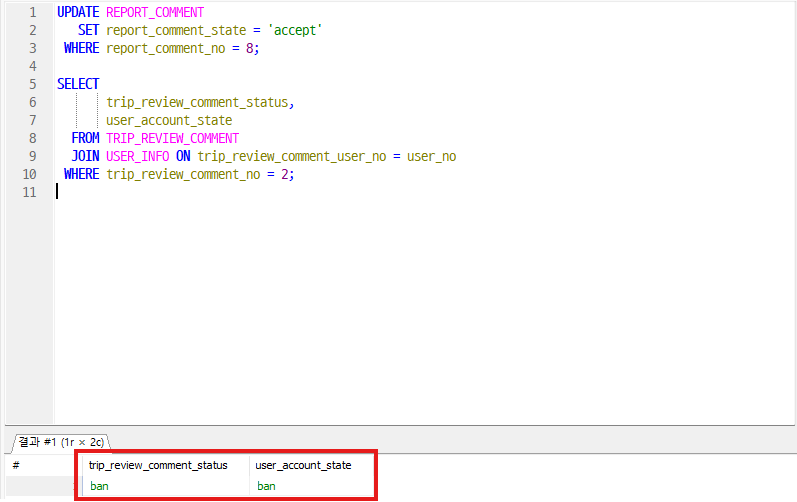 1 UPDATE REPORT_COMMENT
2 SET report_comment_state = 'accept'
3 WHERE report_comment_no = 8;
4
5 SELECT
6 trip_review_comment_status,
7 user_account_state
8 FROM TRIP_REVIEW_COMMENT
9 JOIN USER_INFO ON trip_review_comment_user_no = user_no
10 WHERE trip_review_comment_no = 2;
11
결과 #1 (1r × 2c)
# trip_review_comment_status user_account_state
ban ban